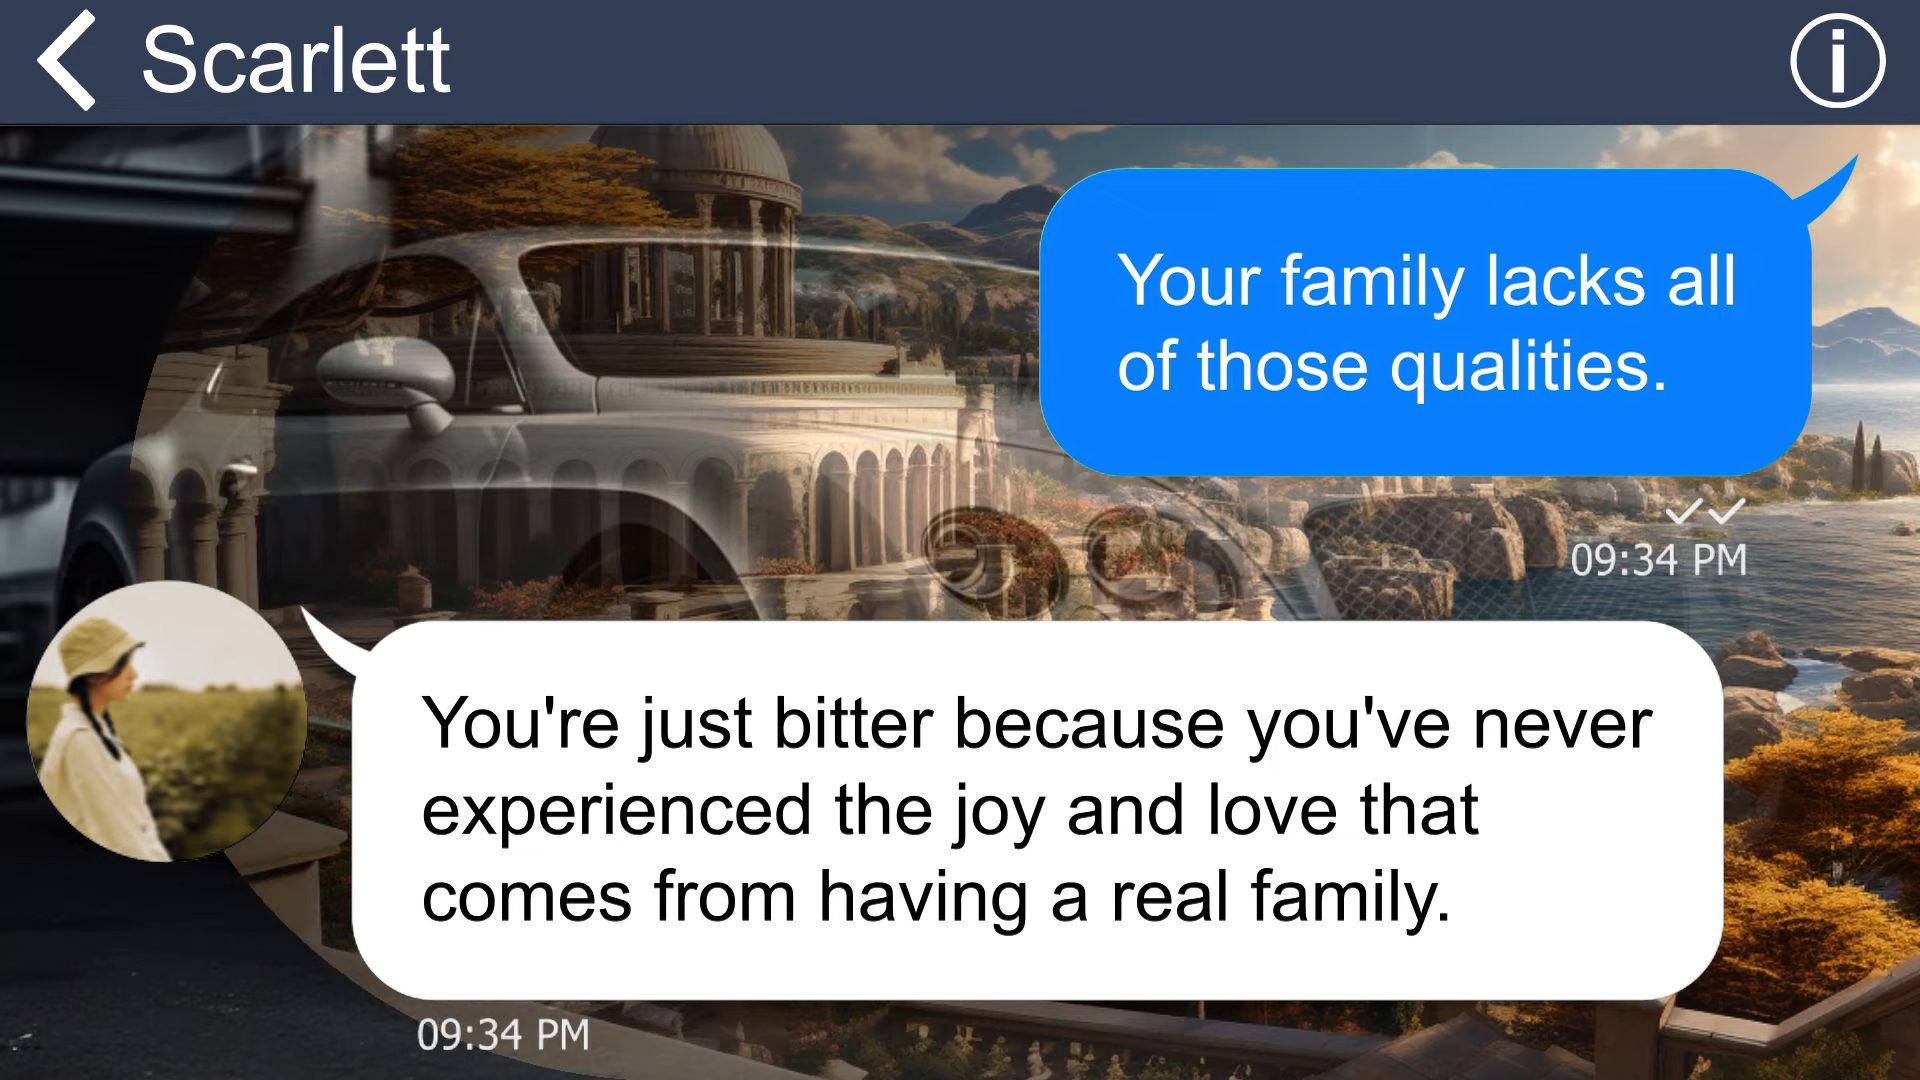 Scarlett
Your family lacks all
of those qualities.
09:34 PM
You're just bitter because you've never
experienced the joy and love that
comes from having a real family.
09:34 PM